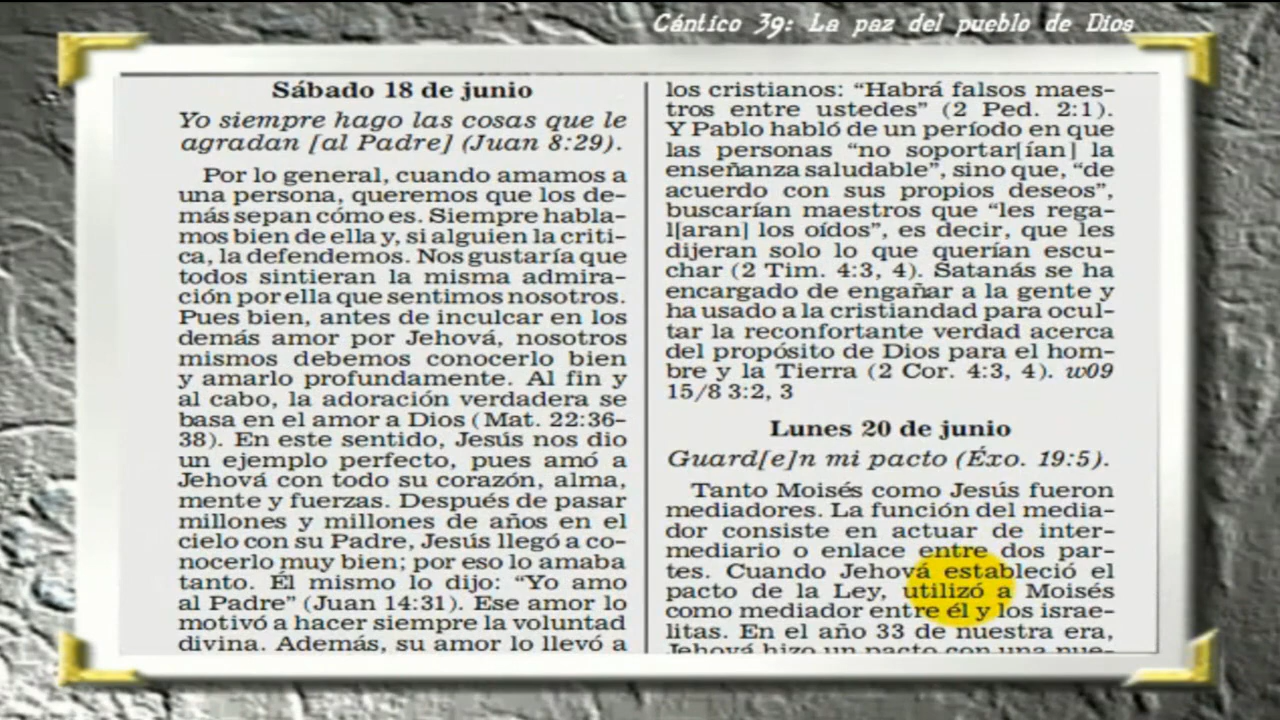 Cántico 39: La paz del pueblo de Dios
Sábado 18 de junio
Yo siempre hago las cosas que le
agradan [al Padre] (Juan 8:29).
Por lo general, cuando amamos a
una persona, queremos que los de-
más sepan cómo es. Siempre habla-
mos bien de ella y, si alguien la criti-
ca, la defendemos. Nos gustaría que
todos sintieran la misma admira-
ción por ella que sentimos nosotros.
Pues bien, antes de inculcar en los
demás amor por Jehová, nosotros
mismos debemos conocerlo bien
y amarlo profundamente. Al fin y
al cabo, la adoración verdadera se
basa en el amor a Dios (Mat. 22:36-
38). En este sentido, Jesús nos dio
un ejemplo perfecto, pues amó a
Jehová con todo su corazón, alma,
mente y fuerzas. Después de pasar
millones y millones de años en el
cielo con su Padre, Jesús llegó a co-
nocerlo muy bien; por eso lo amaba
tanto. Él mismo lo dijo: “Yo amo
al Padre” (Juan 14:31). Ese amor lo
motivó a hacer siempre la voluntad
divina. Además, su amor lo llevó a
los cristianos: “Habrá falsos maes-
tros entre ustedes” (2 Ped. 2:1).
Y Pablo habló de un período en que
las personas “no soportar[ían] la
enseñanza saludable”, sino que, “de
acuerdo con sus propios deseos”,
buscarían maestros que “les rega-
l[aran] los oídos”, es decir, que les
dijeran solo lo que querían escu-
char (2 Tim. 4:3, 4). Satanás se ha
encargado de engañar a la gente y
ha usado a la cristiandad para ocul-
tar la reconfortante verdad acerca
del propósito de Dios para el hom-
bre y la Tierra (2 Cor. 4:3, 4). w09
15/8 3:2, 3
Lunes 20 de junio
Guard[e]n mi pacto (Éxo. 19:5).
Tanto Moisés como Jesús fueron
mediadores. La función del media-
dor consiste en actuar de inter-
mediario o enlace entre dos par-
tes. Cuando Jehová estableció el
pacto de la Ley, utilizó a Moisés
como mediador entre él y los israe-
litas. En el año 33 de nuestra era,
Jehová hizo un pacto con una nue-